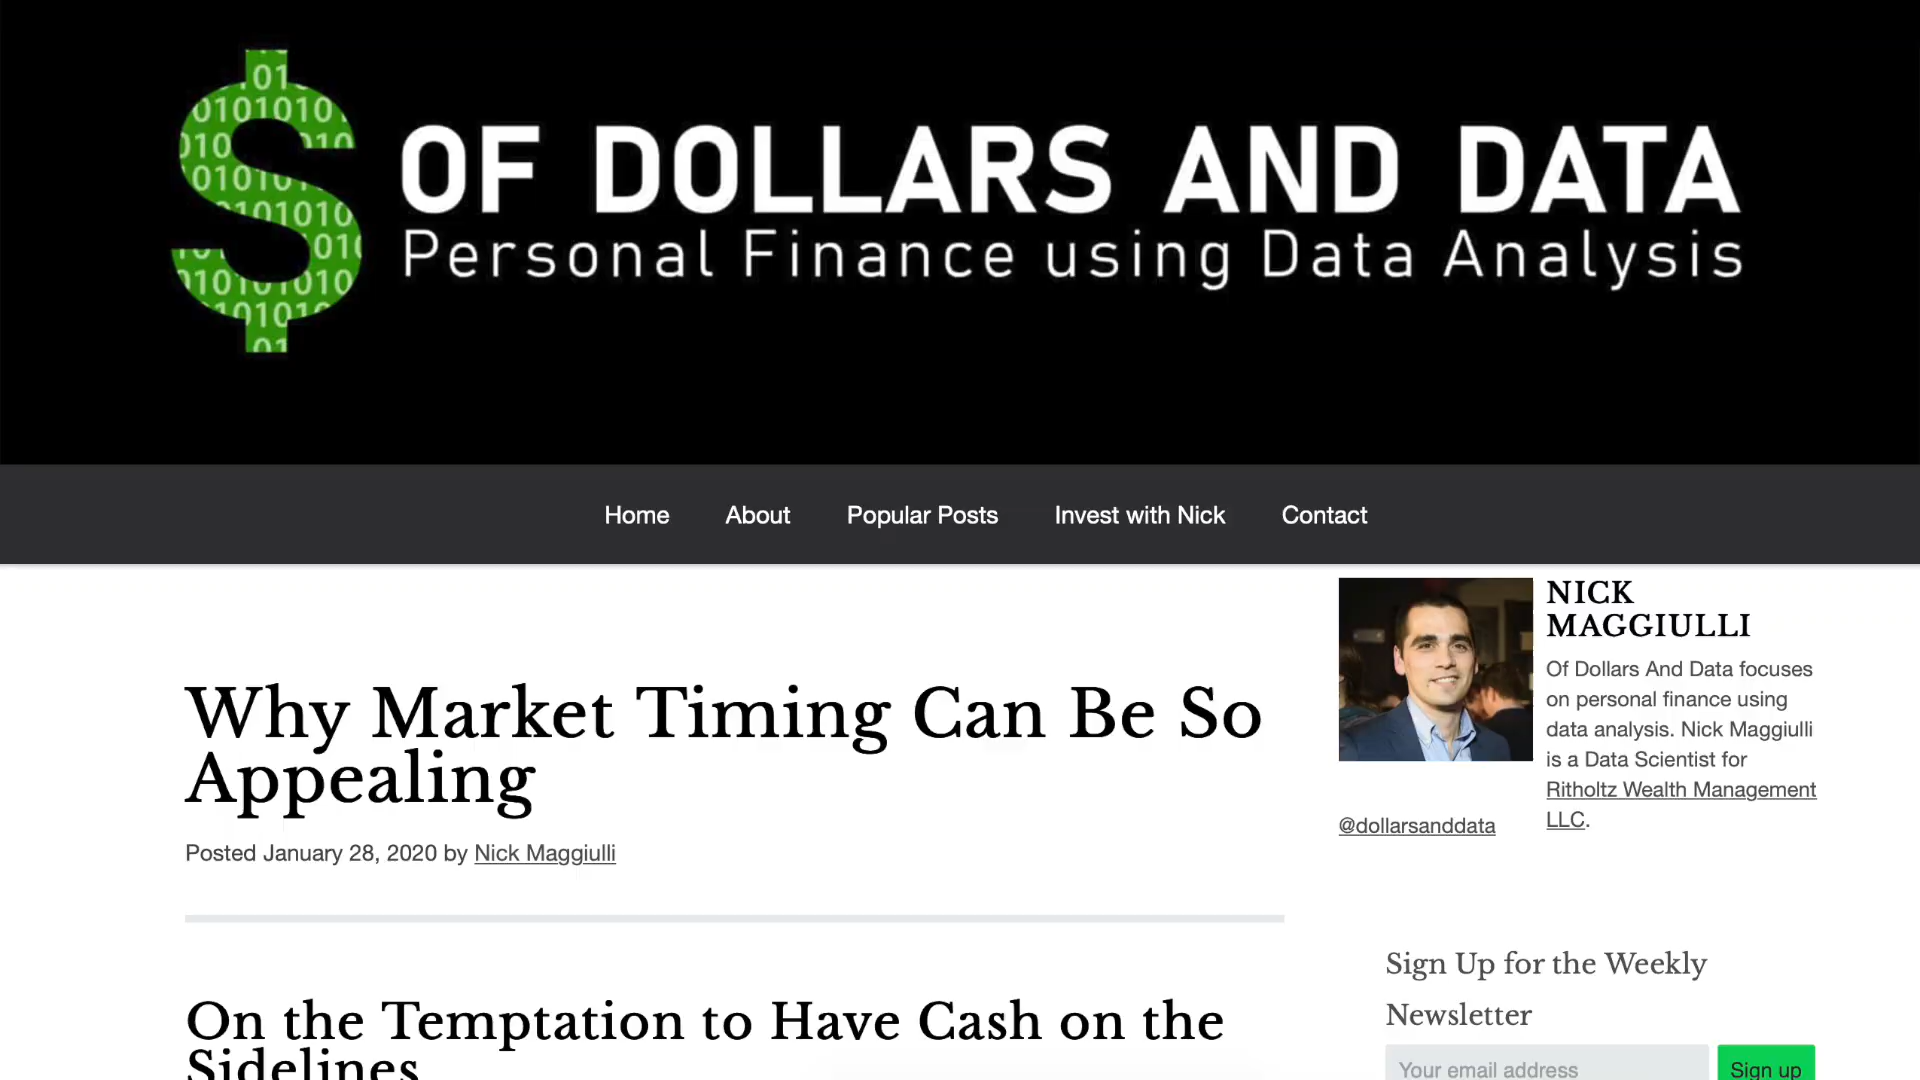 OF DOLLARS AND DATA
Personal Finance using Data Analysis
Home
About
Popular Posts
Invest with Nick
Contact
Why Market Timing Can Be So
Appealing
Posted January 28, 2020 by Nick Maggiulli
On the Temptation to Have Cash on the
Sidelines
NICK
MAGGIULLI
Of Dollars And Data focuses
on personal finance using
data analysis. Nick Maggiulli
is a Data Scientist for
Ritholtz Wealth Management
LLC.
@dollarsanddata
Sign Up for the Weekly
Newsletter
Your email address
Sign up